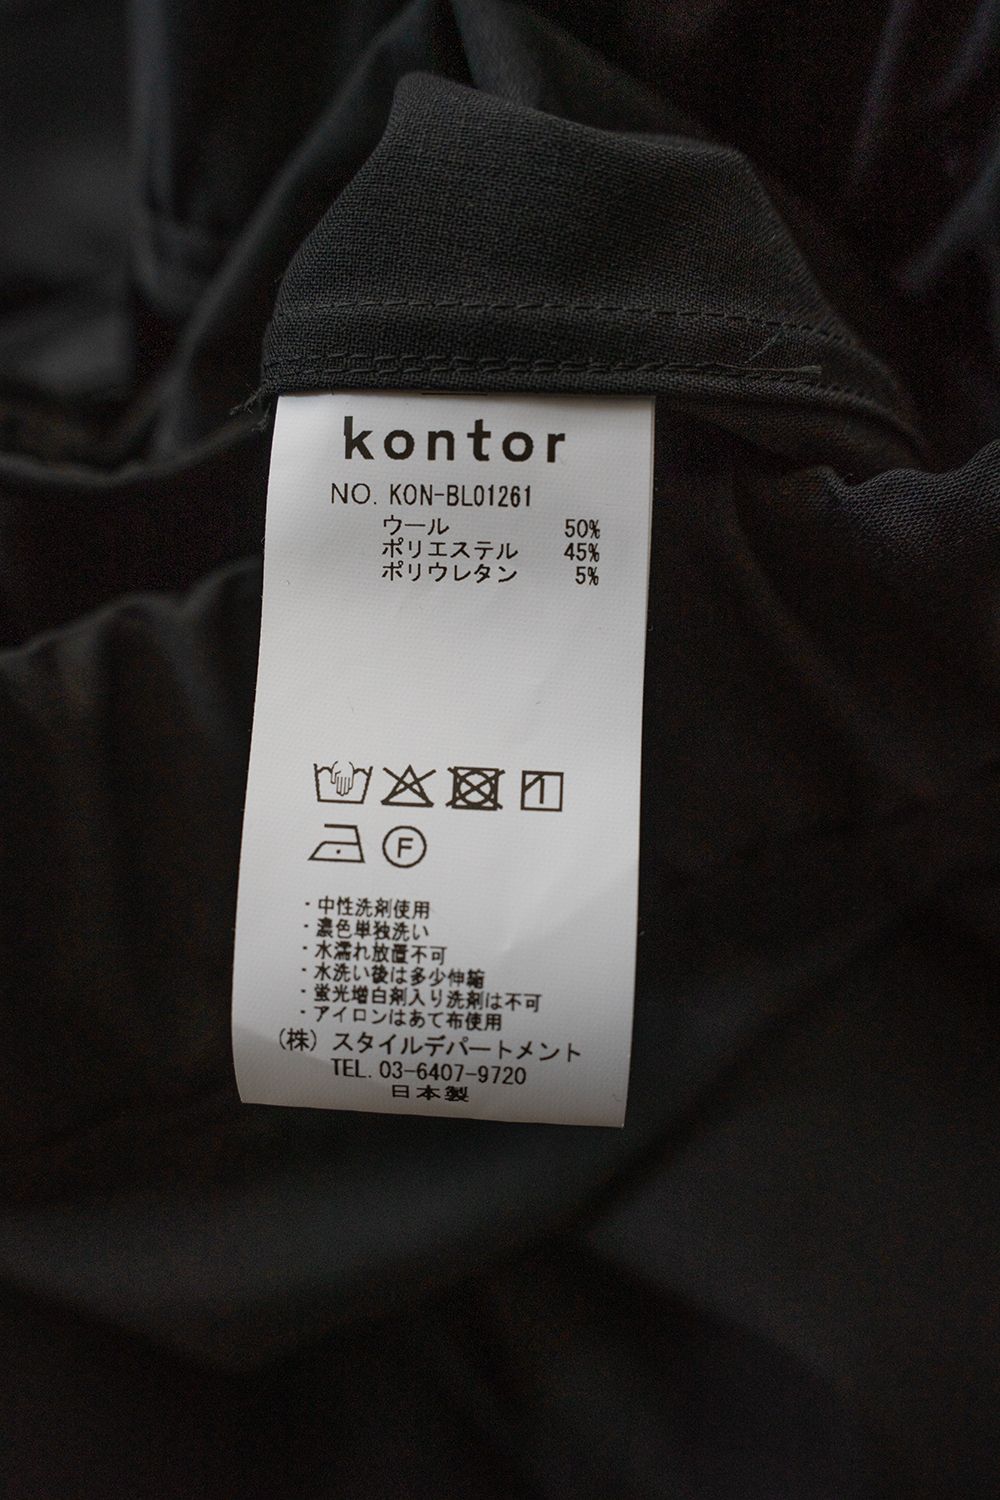 kontor
NO. KON-BL01261
ウール 50%
ポリエステル 45%
ポリウレタン 5%
F
・中性洗剤使用
・濃色単独洗い
・水濡れ放置不可
・水洗い後は多少伸縮
・蛍光増白剤入り洗剤は不可
・アイロンはあて布使用
(株) スタイルデパートメント
TEL. 03-6407-9720
日本製